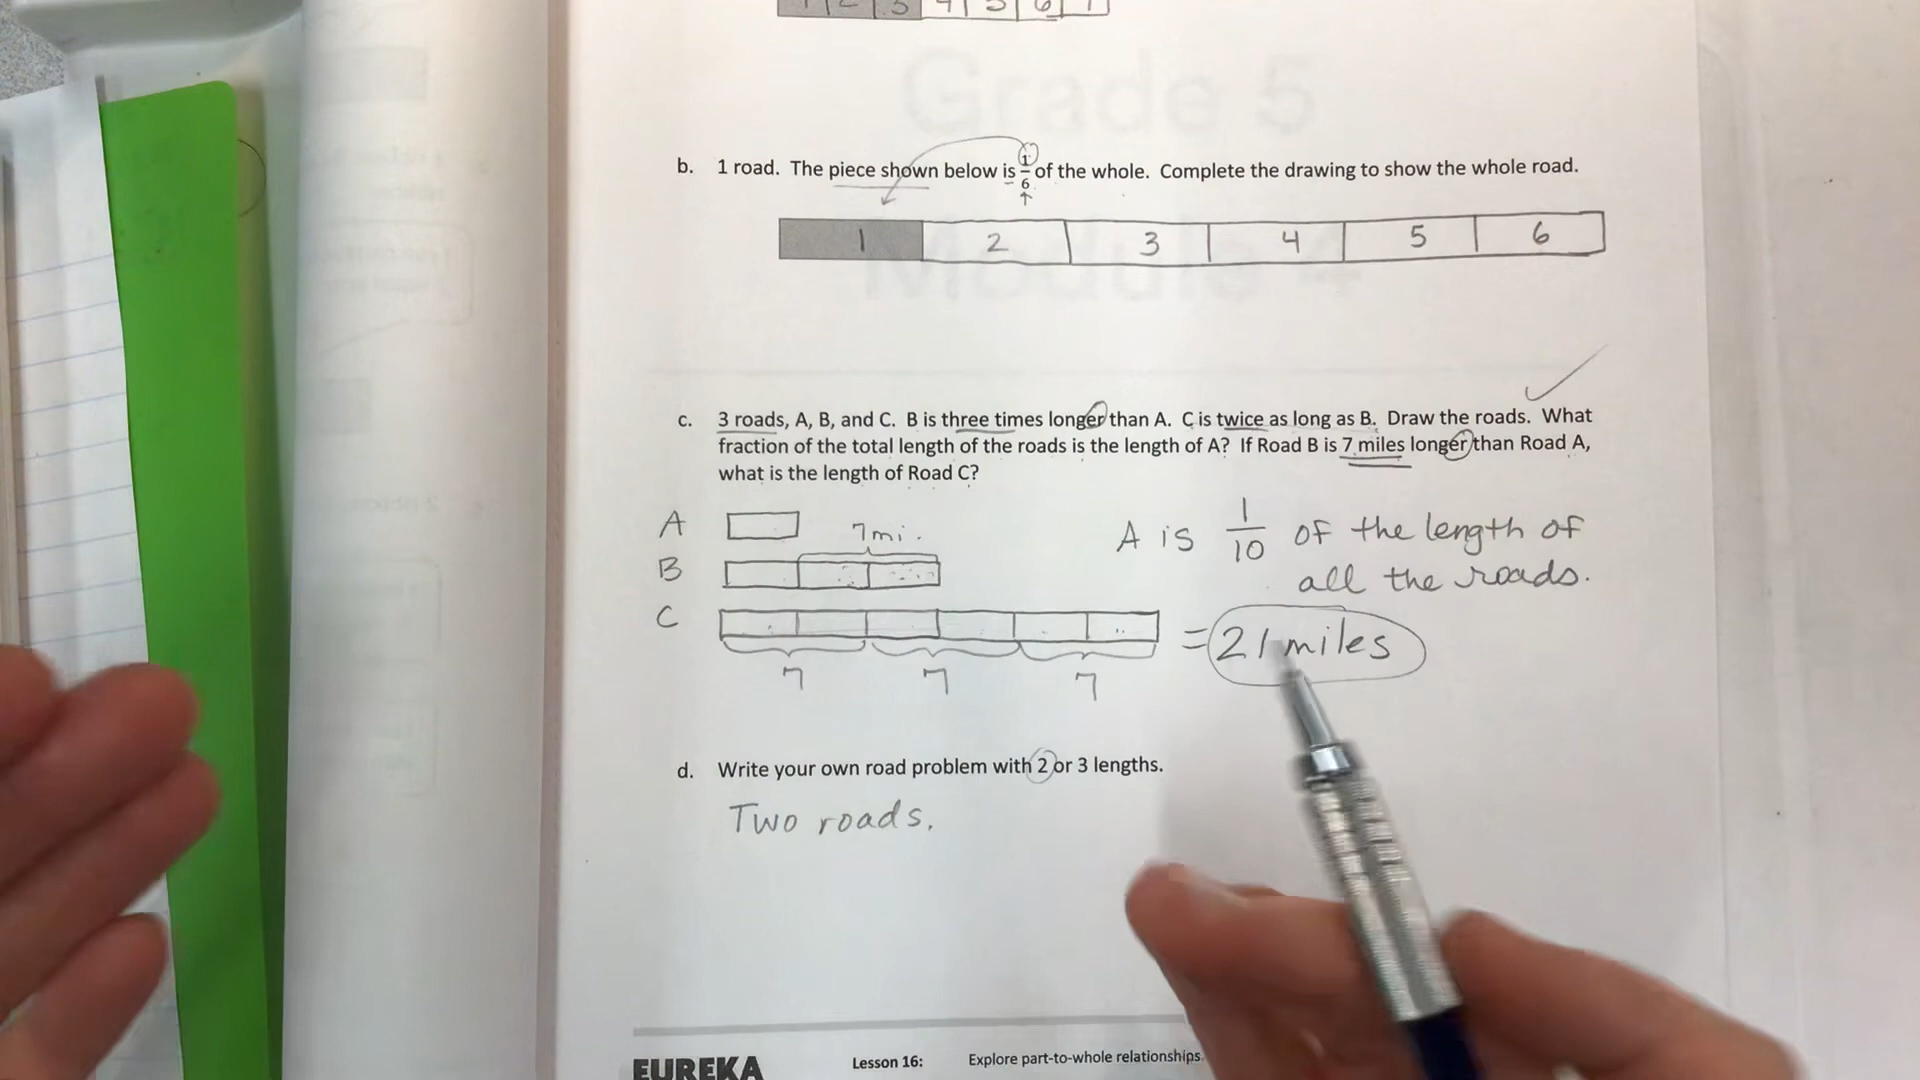 2 3 4 5 6
Grade 5
b. 1 road. The piece shown below is 1/6 of the whole. Complete the drawing to show the whole road.
1 2 3 4 5 6
Module 4
c. 3 roads, A, B, and C. B is three times longer than A. C is twice as long as B. Draw the roads. What
fraction of the total length of the roads is the length of A? If Road B is 7 miles longer than Road A,
what is the length of Road C?
A 7mi.
B
C = 21 miles
7 7 7
A is 1/10 of the length of
all the roads.
d. Write your own road problem with 2 or 3 lengths.
Two roads.
EUREKA Lesson 16: Explore part-to-whole relationships.